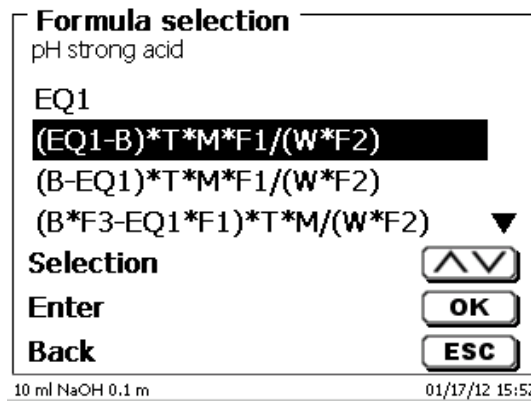 Formula selection
pH strong acid
EQ1
(EQ1-B)*T*M*F1/(W*F2)
(B-EQ1)*T*M*F1/(W*F2)
(B*F3-EQ1*F1)*T*M/(W*F2)
Selection
Enter OK
Back ESC
10 ml NaOH 0.1 m 01/17/12 15:52